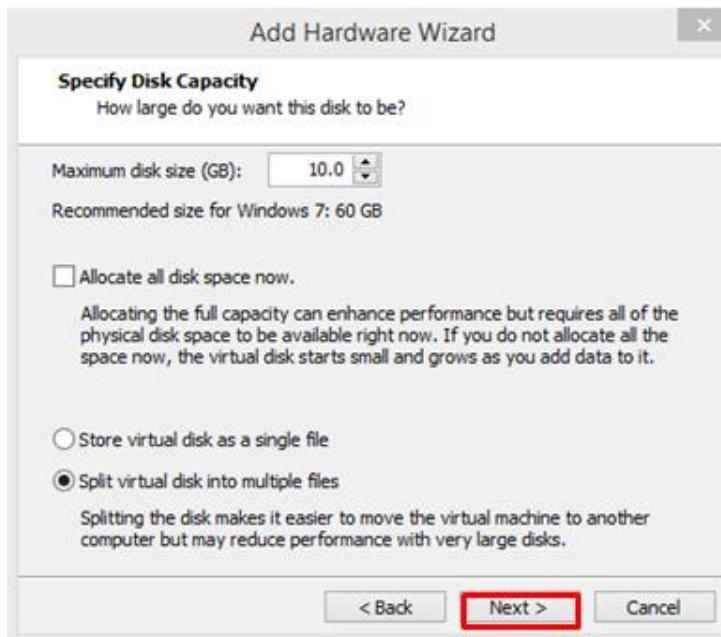 Add Hardware Wizard
Specify Disk Capacity
How large do you want this disk to be?
Maximum disk size (GB): 10.0
Recommended size for Windows 7: 60 GB
Allocate all disk space now.
Allocating the full capacity can enhance performance but requires all of the
physical disk space to be available right now. If you do not allocate all the
space now, the virtual disk starts small and grows as you add data to it.
Store virtual disk as a single file
Split virtual disk into multiple files
Splitting the disk makes it easier to move the virtual machine to another
computer but may reduce performance with very large disks.
< Back Next > Cancel